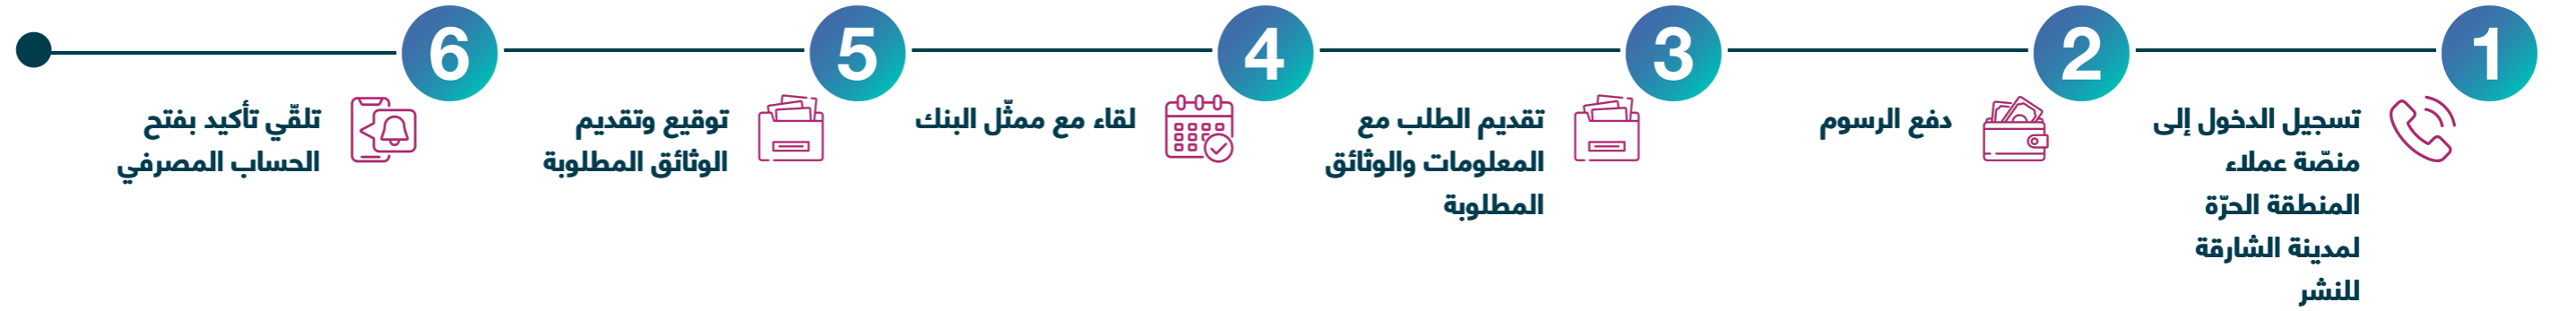 1
تسجيل الدخول إلى
منصّة عملاء
المنطقة الحرّة
لمدينة الشارقة
للنشر
2
دفع الرسوم
3
تقديم الطلب مع
المعلومات والوثائق
المطلوبة
4
لقاء مع ممثّل البنك
5
توقيع وتقديم
الوثائق المطلوبة
6
تلقّي تأكيد بفتح
الحساب المصرفي